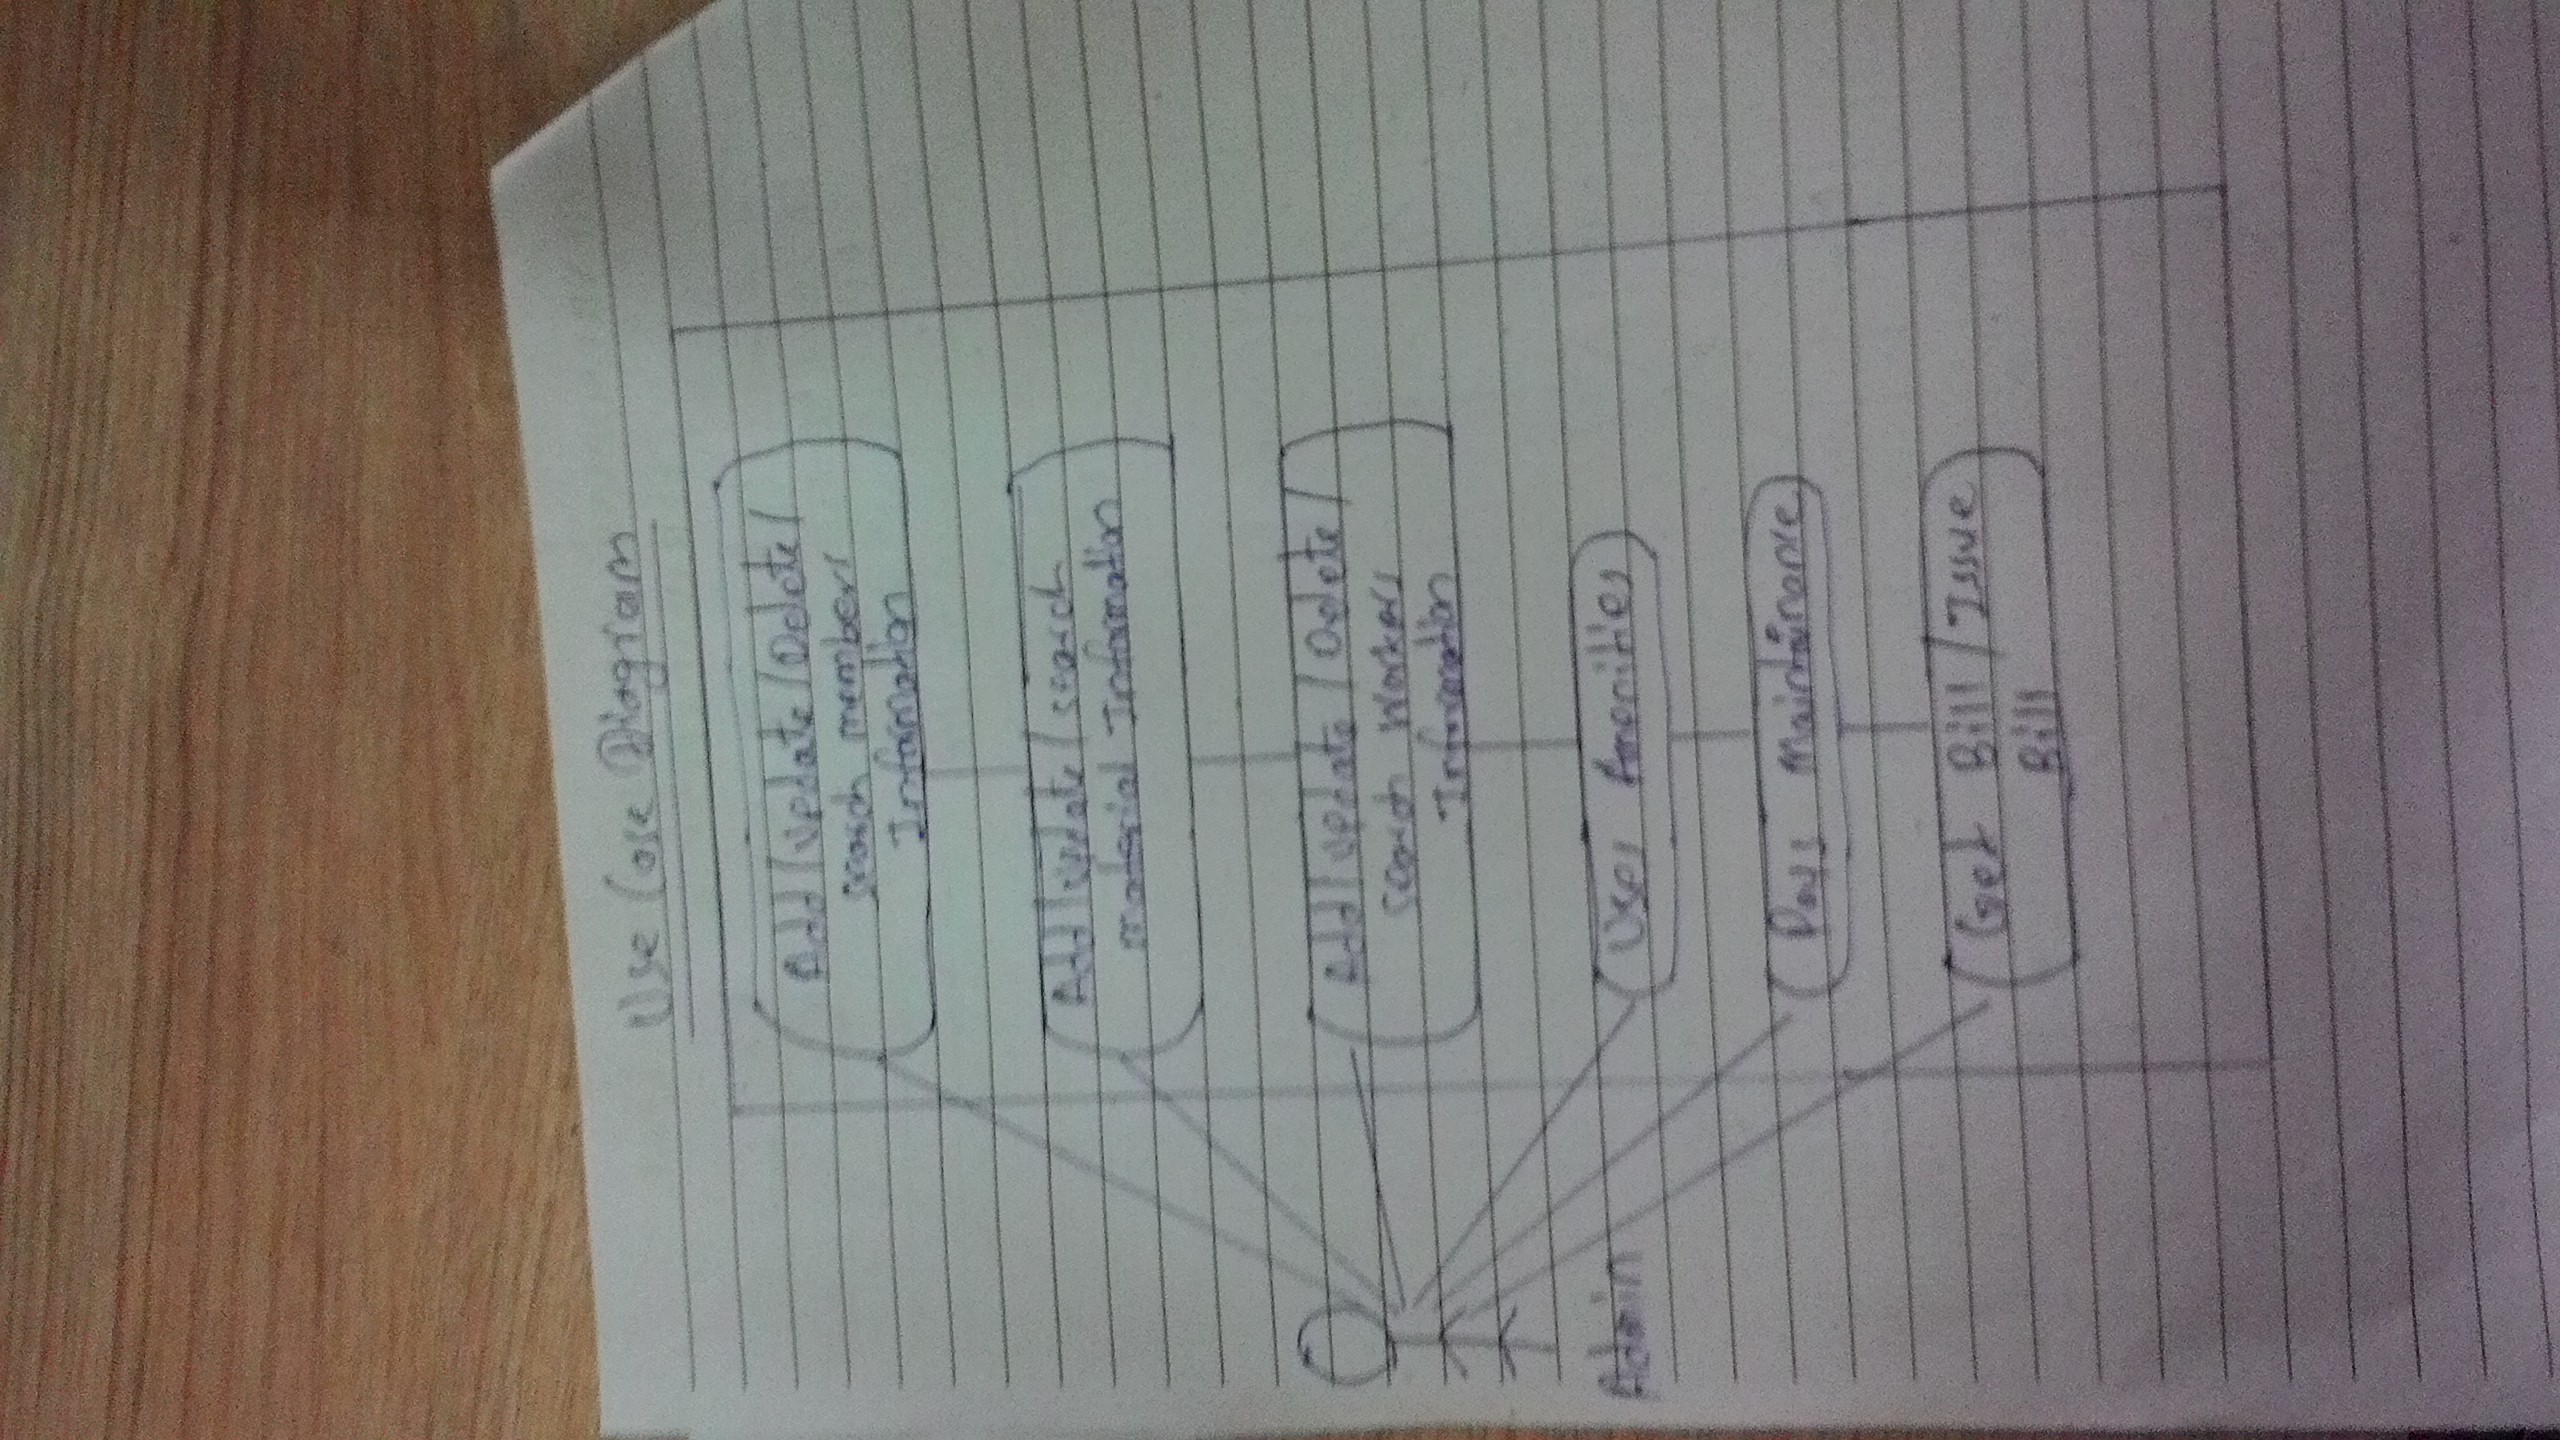 Use Case Diagram
Add/Update/Delete/
search members
Information
Add/update/search
material Information
Add/update/Delete/
search workers
Information
Admin
Uses Amenities
Pays Maintainance
Get Bill/Issue
Bill